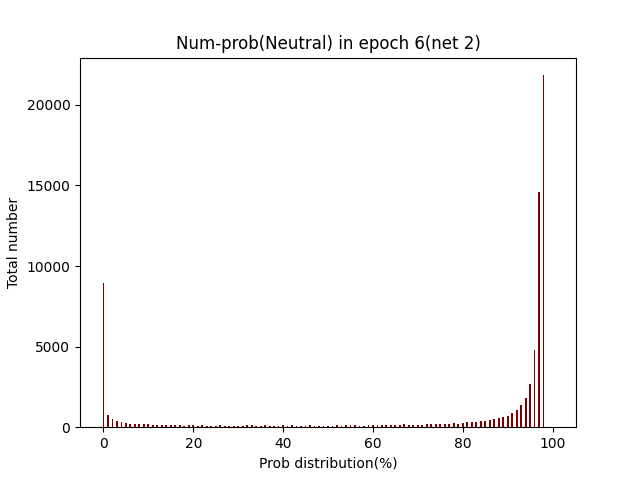 Num-prob(Neutral) in epoch 6(net 2)
20000
15000
10000
5000
0
Total number
0 20 40 60 80 100
Prob distribution(%)